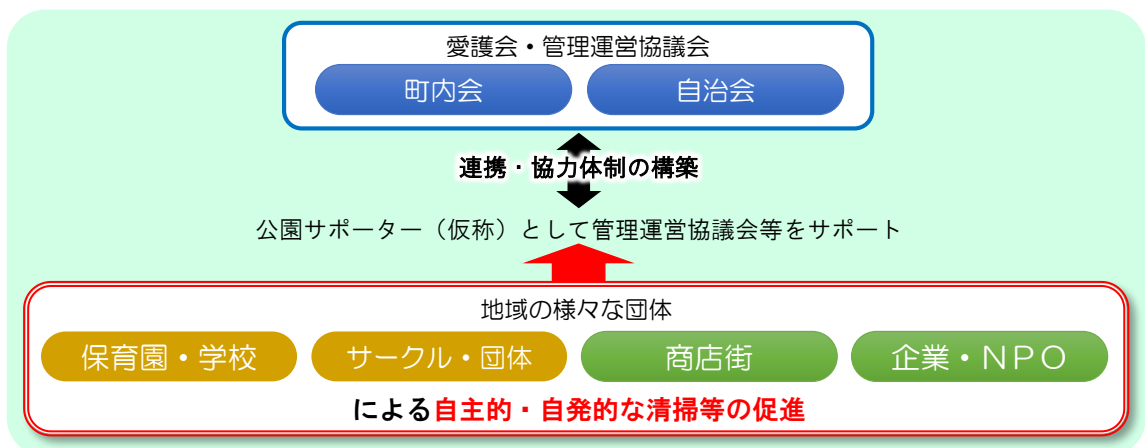 愛護会・管理運営協議会
町内会 自治会
連携・協力体制の構築
公園サポーター（仮称）として管理運営協議会等をサポート
地域の様々な団体
保育園・学校 サークル・団体 商店街 企業・ＮＰＯ
による自主的・自発的な清掃等の促進